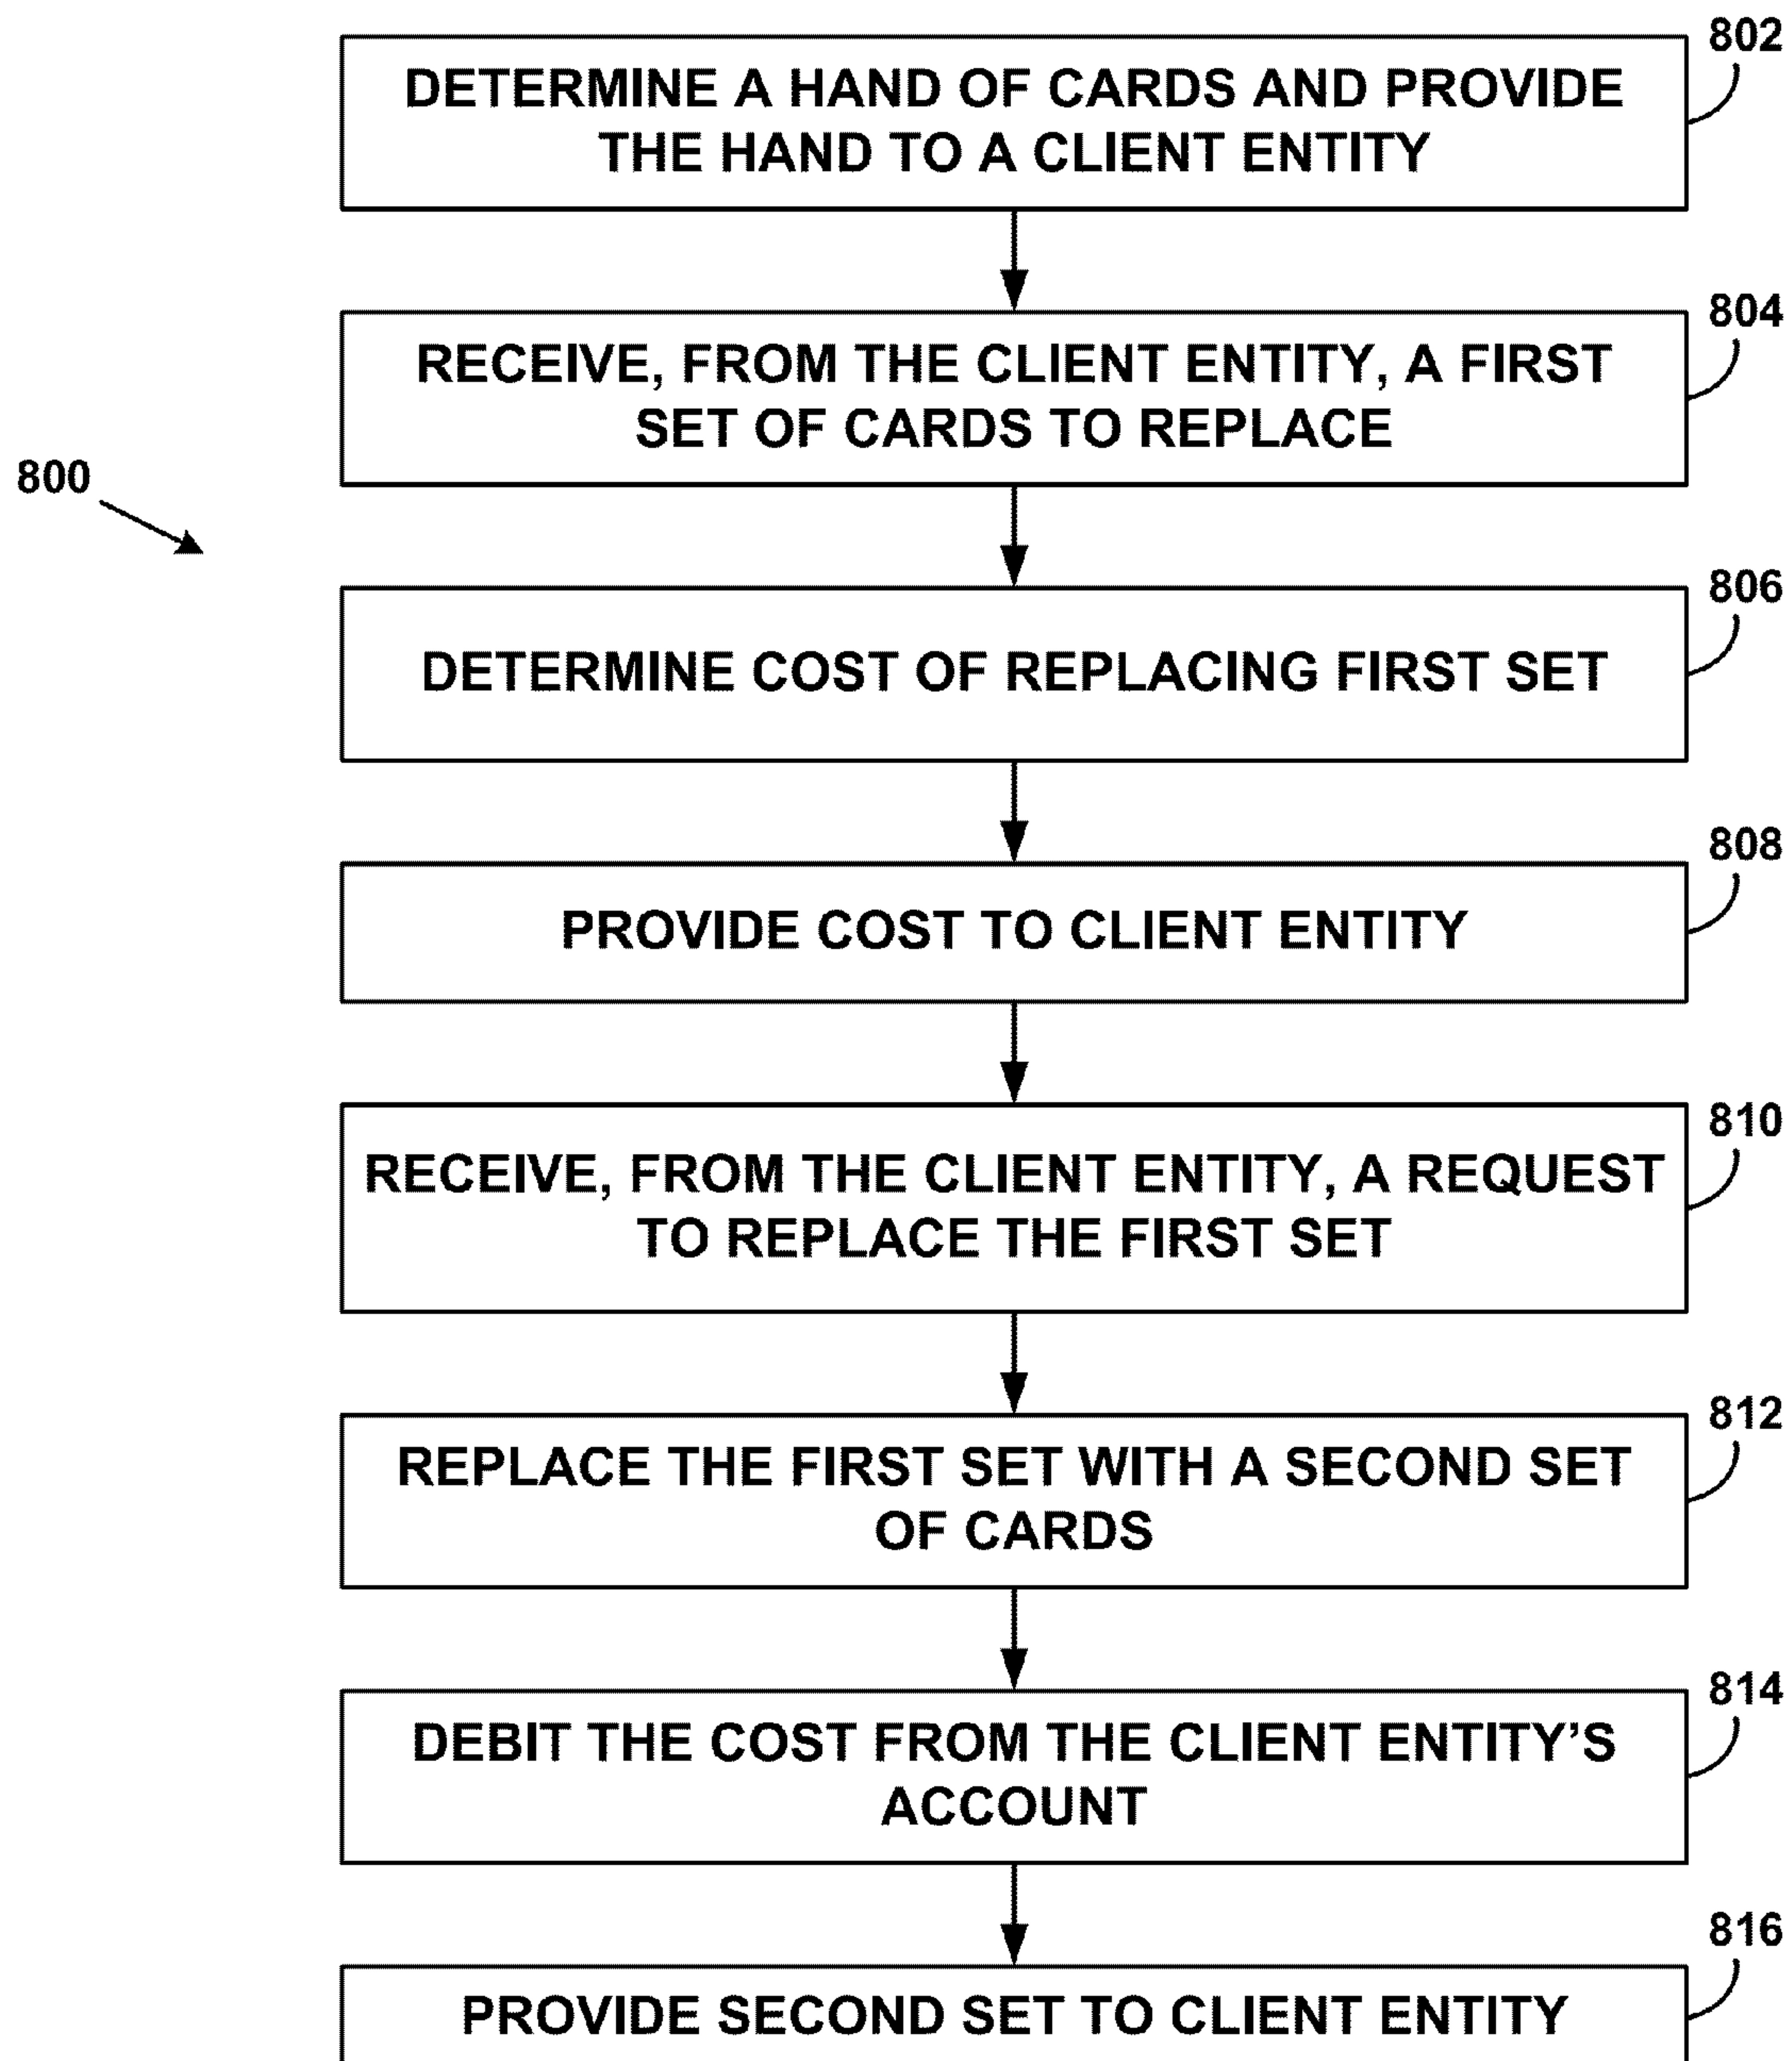 802
DETERMINE A HAND OF CARDS AND PROVIDE
THE HAND TO A CLIENT ENTITY
804
RECEIVE, FROM THE CLIENT ENTITY, A FIRST
SET OF CARDS TO REPLACE
800
806
DETERMINE COST OF REPLACING FIRST SET
808
PROVIDE COST TO CLIENT ENTITY
810
RECEIVE, FROM THE CLIENT ENTITY, A REQUEST
TO REPLACE THE FIRST SET
812
REPLACE THE FIRST SET WITH A SECOND SET
OF CARDS
814
DEBIT THE COST FROM THE CLIENT ENTITY’S
ACCOUNT
816
PROVIDE SECOND SET TO CLIENT ENTITY